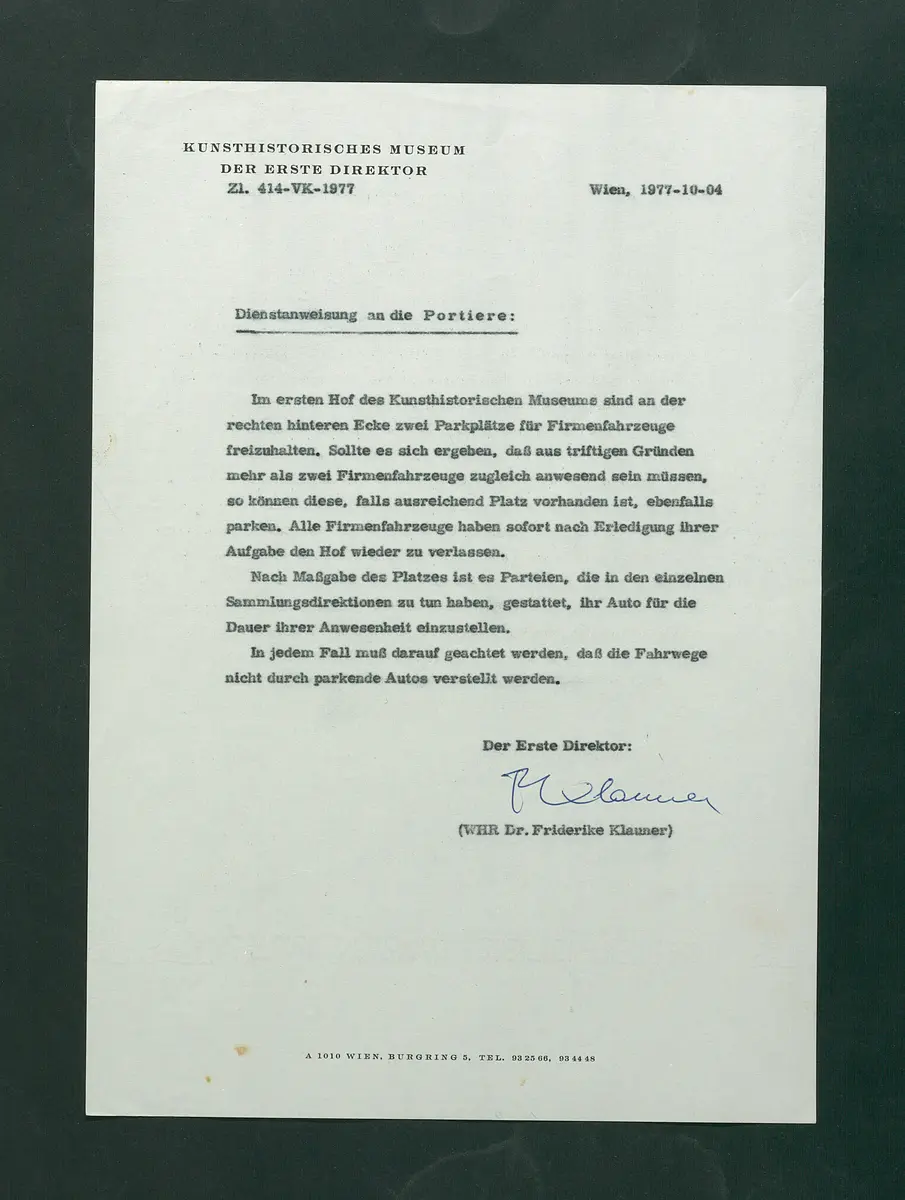 KUNSTHISTORISCHES MUSEUM
DER ERSTE DIREKTOR
Zl. 414-VK-1977
Wien, 1977-10-04
Dienstanweisung an die Portiere:
Im ersten Hof des Kunsthistorischen Museums sind an der
rechten hinteren Ecke zwei Parkplätze für Firmenfahrzeuge
freizuhalten. Sollte es sich ergeben, daß aus triftigen Gründen
mehr als zwei Firmenfahrzeuge zugleich anwesend sein müssen,
so können diese, falls ausreichend Platz vorhanden ist, ebenfalls
parken. Alle Firmenfahrzeuge haben sofort nach Erledigung ihrer
Aufgabe den Hof wieder zu verlassen.
Nach Maßgabe des Platzes ist es Parteien, die in den einzelnen
Sammlungsdirektionen zu tun haben, gestattet, ihr Auto für die
Dauer ihrer Anwesenheit einzustellen.
In jedem Fall muß darauf geachtet werden, daß die Fahrwege
nicht durch parkende Autos verstellt werden.
Der Erste Direktor:
F Klauner
(WHR Dr. Friderike Klauner)
A 1010 WIEN, BURGRING 5, TEL. 93 25 66, 93 44 48